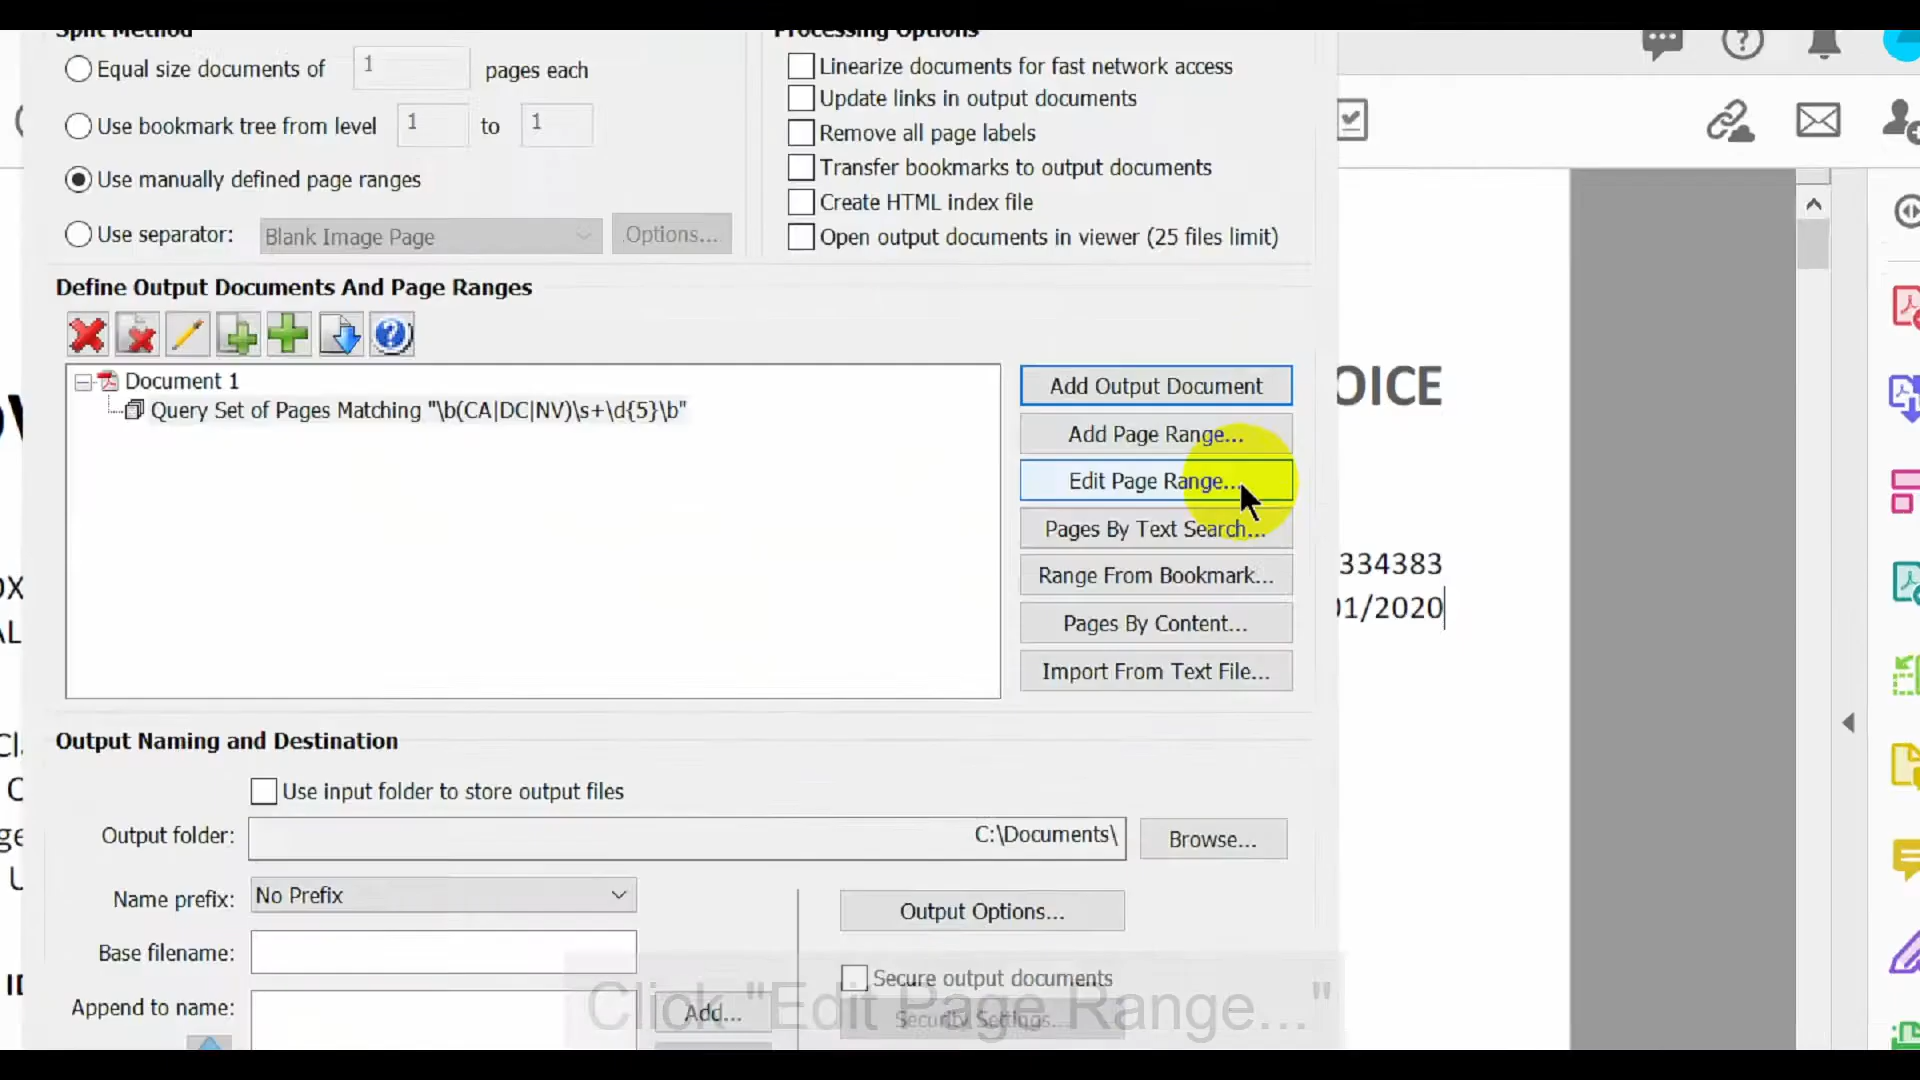 Split Method
Processing Options
Equal size documents of 1 pages each
Linearize documents for fast network access
Update links in output documents
Use bookmark tree from level 1 to 1
Remove all page labels
Use manually defined page ranges
Transfer bookmarks to output documents
Create HTML index file
Use separator: Blank Image Page Options...
Open output documents in viewer (25 files limit)
Define Output Documents And Page Ranges
Document 1
Query Set of Pages Matching "\b(CA|DC|NV)\s+\d{5}\b"
Add Output Document
Add Page Range...
Edit Page Range...
Pages By Text Search...
Range From Bookmark...
Pages By Content...
Import From Text File...
OICE
334383
01/2020
Output Naming and Destination
Use input folder to store output files
Output folder: C:\Documents\ Browse...
Name prefix: No Prefix
Output Options...
Base filename:
Secure output documents
Append to name:
Add...
Security Settings...
Click "Edit Page Range..."